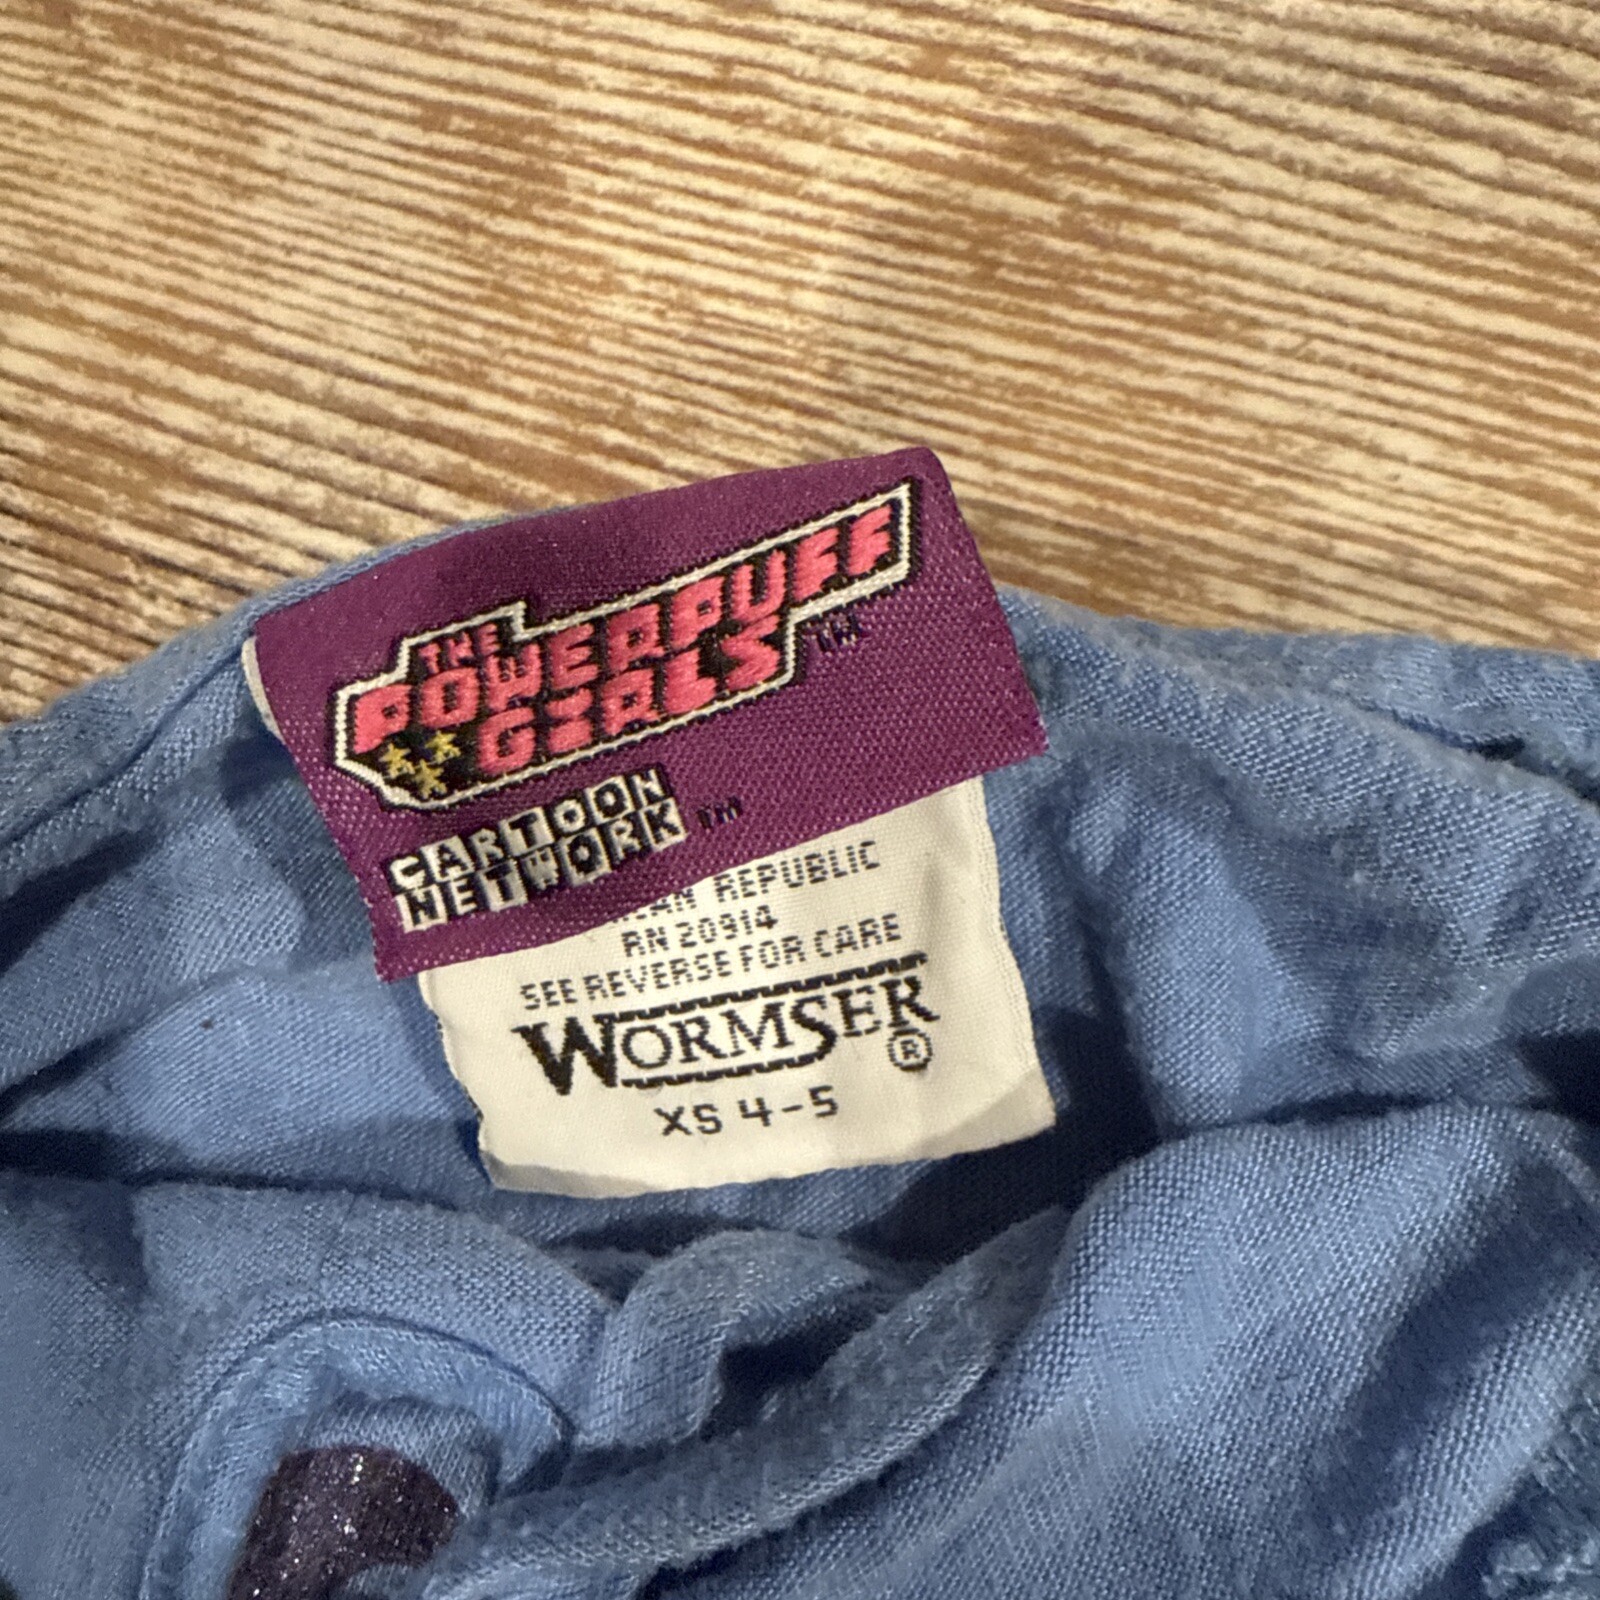 THE
POWERPUFF
GIRLS TM
CARTOON
NETWORK TM
REPUBLIC
RN 20914
SEE REVERSE FOR CARE
WORMSER ®
XS 4-5